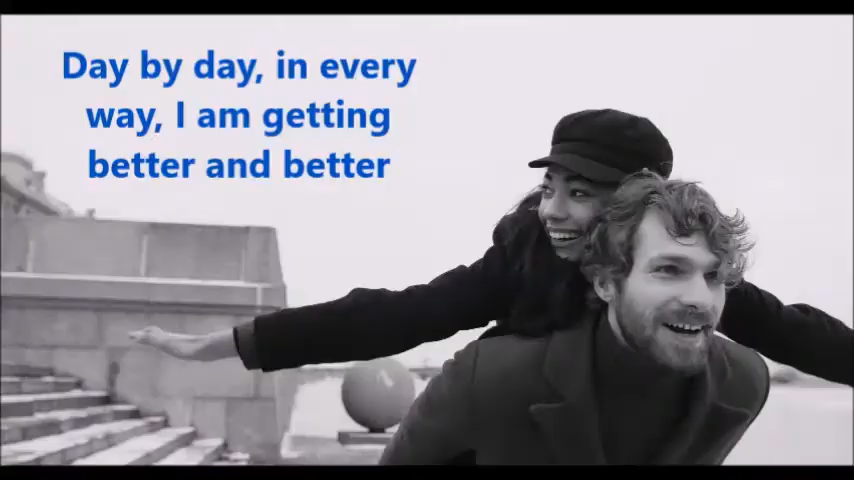 Day by day, in every
way, I am getting
better and better